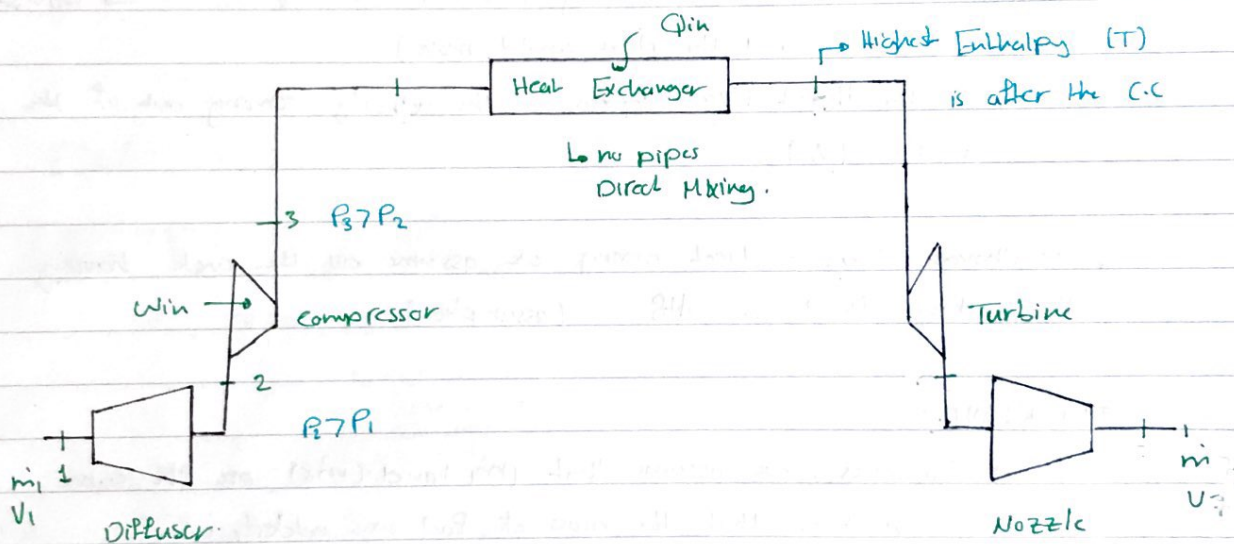 Qin
Highest Enthalpy (T)
is after the C.C
Heat Exchanger
no pipes
Direct Mixing.
3 P3>P2
Win
compressor
Turbine
2
P2>P1
1
ṁ1
V1
Diffuser.
Nozzle
ṁ